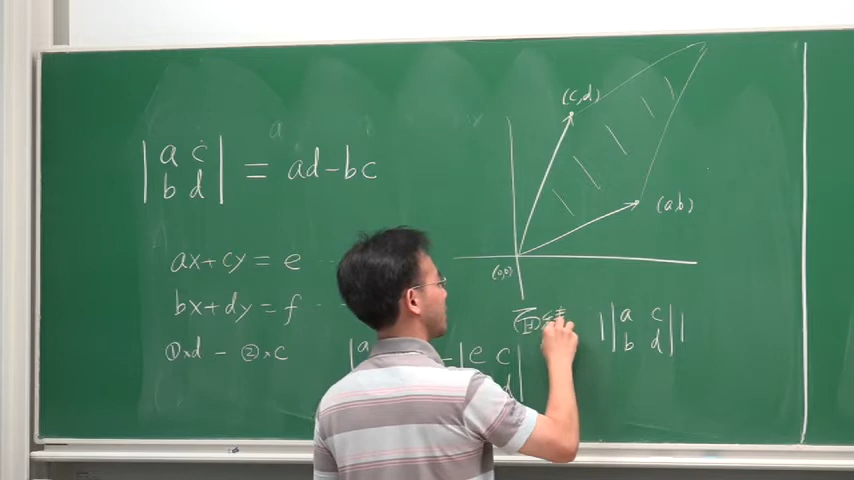 |a c|
|b d| = ad-bc
ax+cy = e ..
bx+dy = f ..
①×d - ②×c
|a
- |e c|
d|
(c,d)
(a,b)
(0,0)
面積
||a c||
||b d||